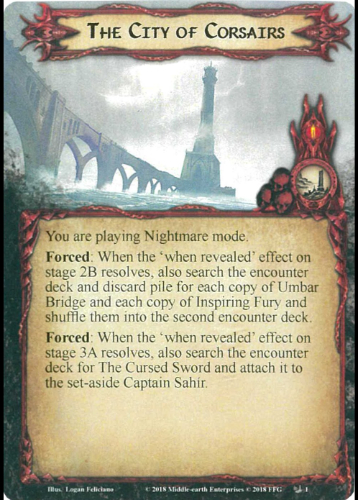 THE CITY OF CORSAIRS
You are playing Nightmare mode.
Forced: When the 'when revealed' effect on
stage 2B resolves, also search the encounter
deck and discard pile for each copy of Umbar
Bridge and each copy of Inspiring Fury and
shuffle them into the second encounter deck.
Forced: When the 'when revealed' effect on
stage 3A resolves, also search the encounter
deck for The Cursed Sword and attach it to
the set-aside Captain Sahír.
Illus. Logan Feliciano © 2018 Middle-earth Enterprises © 2018 FFG 1